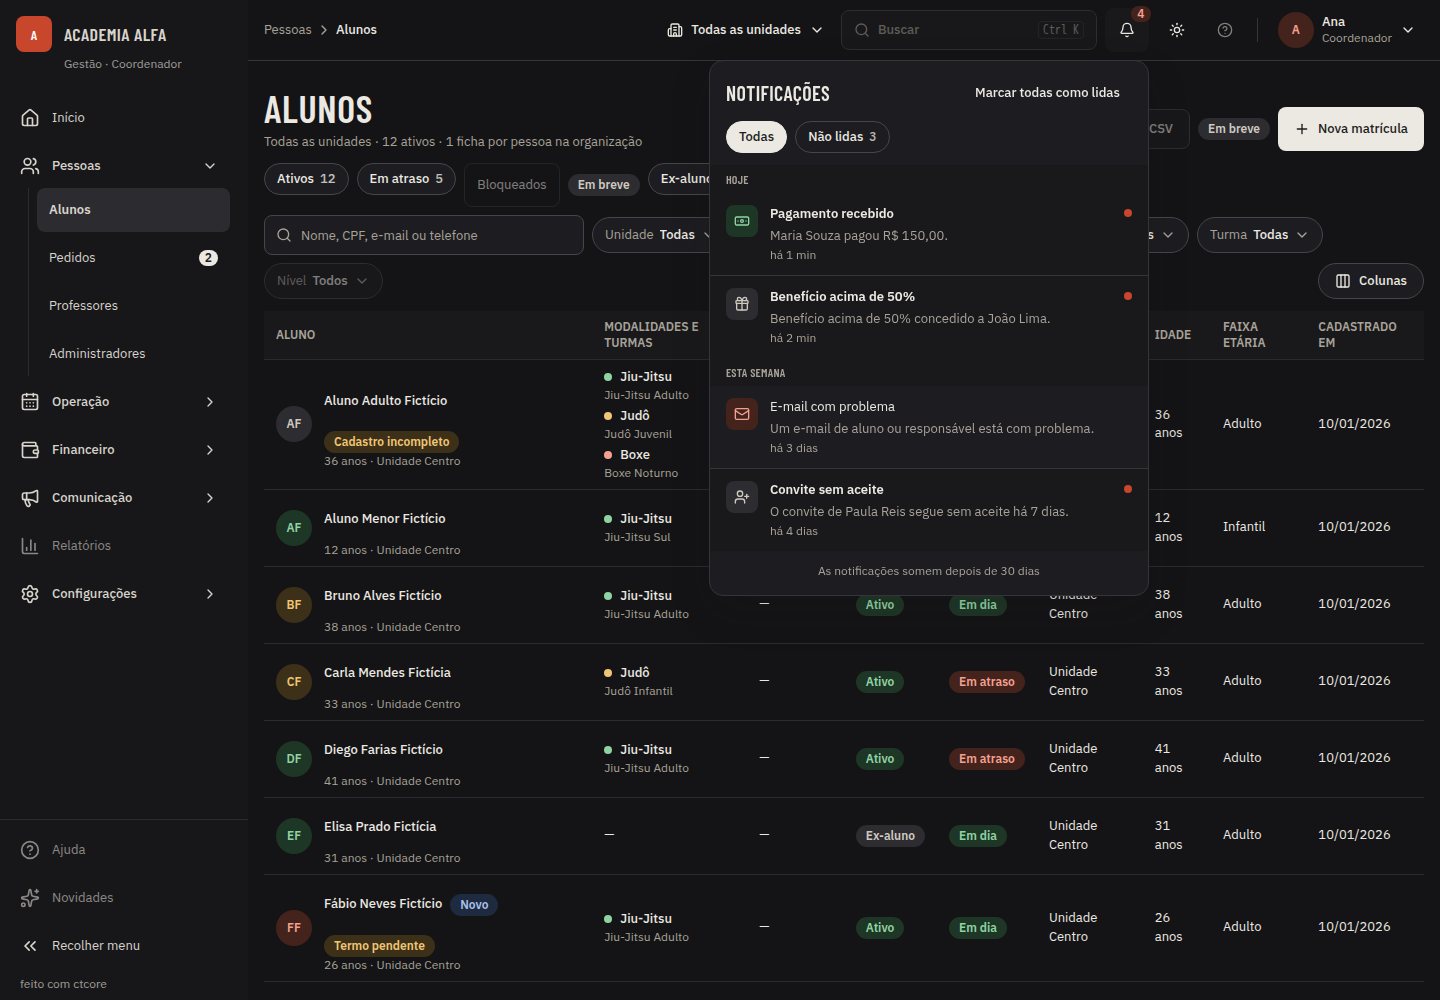 A
ACADEMIA ALFA
Gestão · Coordenador
Início
Pessoas
Alunos
Pedidos
2
Professores
Administradores
Operação
Financeiro
Comunicação
Relatórios
Configurações
Ajuda
Novidades
Recolher menu
feito com ctcore
Pessoas
Alunos
Todas as unidades
Buscar
Ctrl K
4
A
Ana
Coordenador
ALUNOS
Todas as unidades · 12 ativos · 1 ficha por pessoa na organização
CSV
Em breve
Nova matrícula
Ativos 12
Em atraso 5
Bloqueados
Em breve
Nome, CPF, e-mail ou telefone
Unidade Todas
Turma Todas
Nível Todos
Colunas
NOTIFICAÇÕES
Marcar todas como lidas
Todas
Não lidas 3
HOJE
Pagamento recebido
Maria Souza pagou R$ 150,00.
há 1 min
Benefício acima de 50%
Benefício acima de 50% concedido a João Lima.
há 2 min
ESTA SEMANA
E-mail com problema
Um e-mail de aluno ou responsável está com problema.
há 3 dias
Convite sem aceite
O convite de Paula Reis segue sem aceite há 7 dias.
há 4 dias
As notificações somem depois de 30 dias
ALUNO
MODALIDADES E
TURMAS
IDADE
FAIXA
ETÁRIA
CADASTRADO
EM
AF
Aluno Adulto Fictício
Cadastro incompleto
36 anos · Unidade Centro
Jiu-Jitsu
Jiu-Jitsu Adulto
Judô
Judô Juvenil
Boxe
Boxe Noturno
36
anos
Adulto
10/01/2026
AF
Aluno Menor Fictício
12 anos · Unidade Centro
Jiu-Jitsu
Jiu-Jitsu Sul
12
anos
Infantil
10/01/2026
BF
Bruno Alves Fictício
38 anos · Unidade Centro
Jiu-Jitsu
Jiu-Jitsu Adulto
—
Ativo
Em dia
Unidade
Centro
38
anos
Adulto
10/01/2026
CF
Carla Mendes Fictícia
33 anos · Unidade Centro
Judô
Judô Infantil
—
Ativo
Em atraso
Unidade
Centro
33
anos
Adulto
10/01/2026
DF
Diego Farias Fictício
41 anos · Unidade Centro
Jiu-Jitsu
Jiu-Jitsu Adulto
—
Ativo
Em atraso
Unidade
Centro
41
anos
Adulto
10/01/2026
EF
Elisa Prado Fictícia
31 anos · Unidade Centro
—
—
Ex-aluno
Em dia
Unidade
Centro
31
anos
Adulto
10/01/2026
FF
Fábio Neves Fictício
Novo
Termo pendente
26 anos · Unidade Centro
Jiu-Jitsu
Jiu-Jitsu Adulto
—
Ativo
Em dia
Unidade
Centro
26
anos
Adulto
10/01/2026